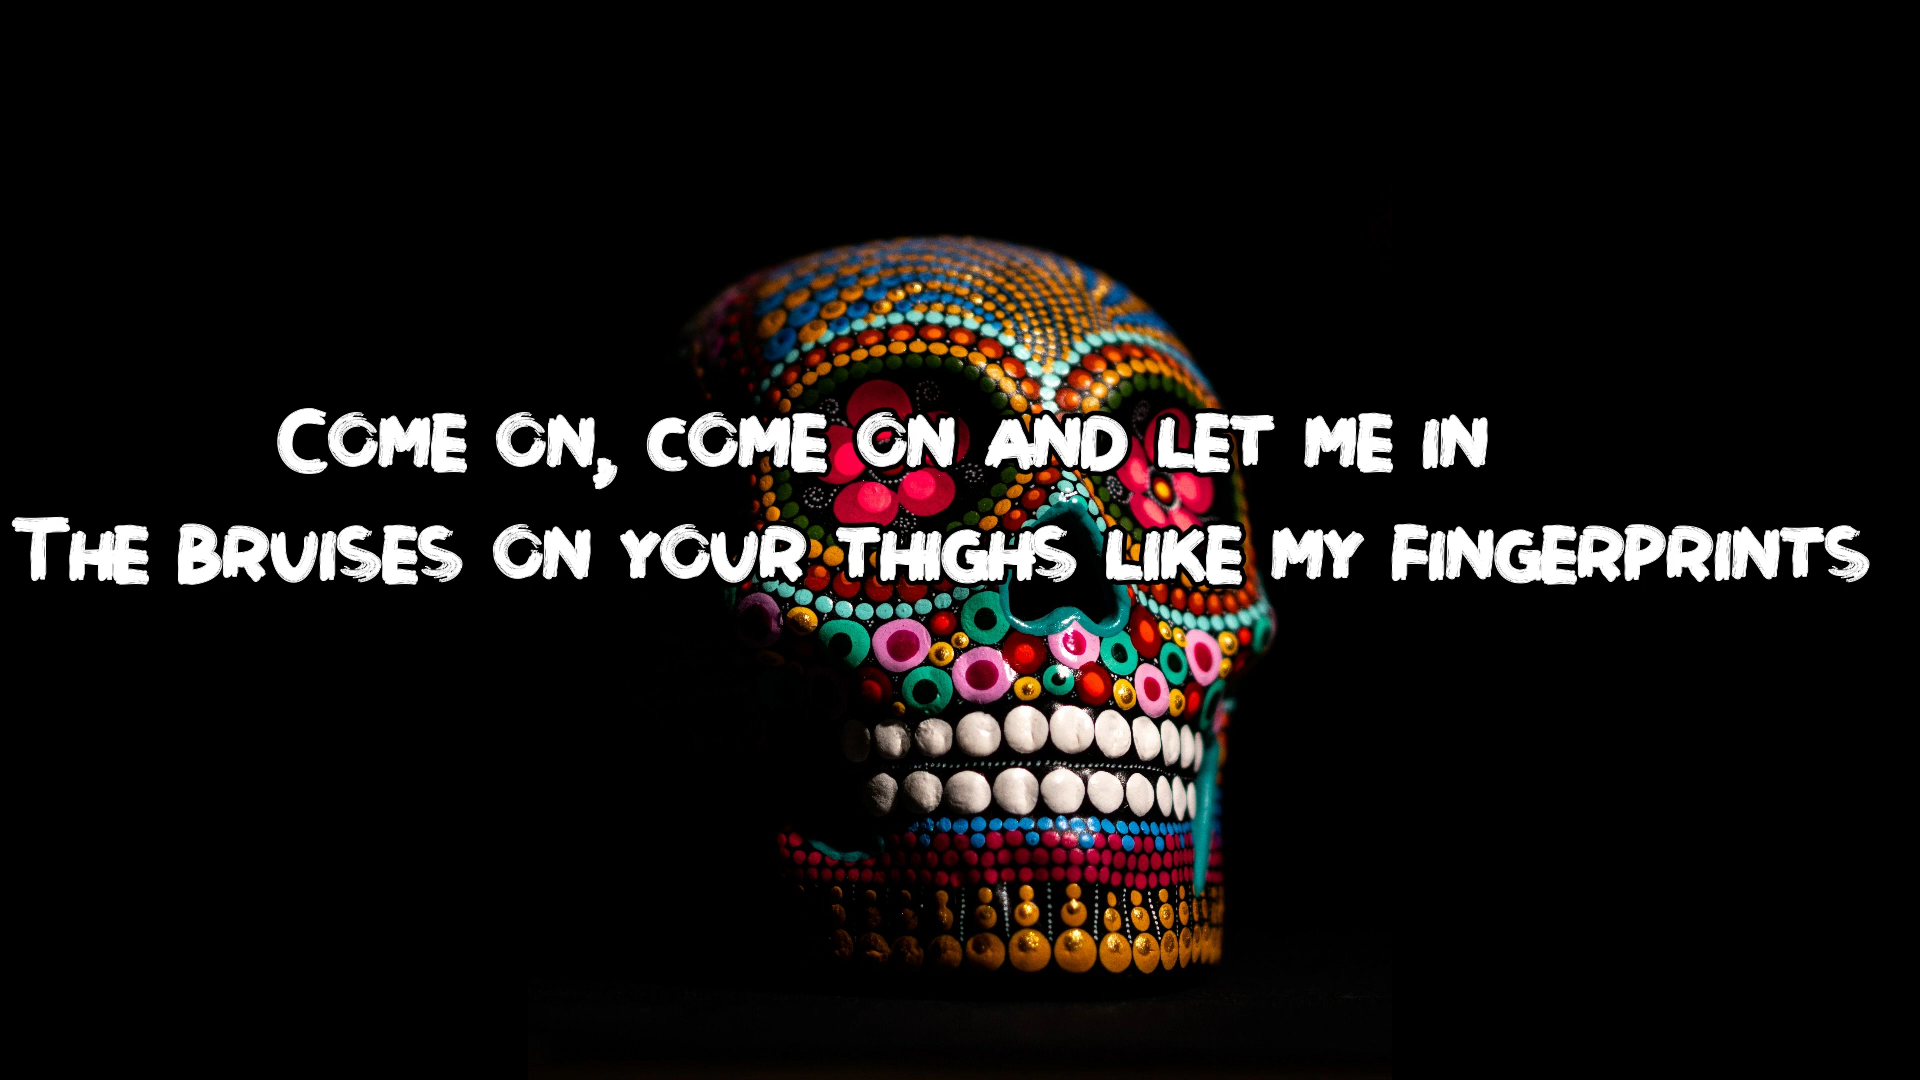 Come on, come on and let me in
The bruises on your thighs like my fingerprints